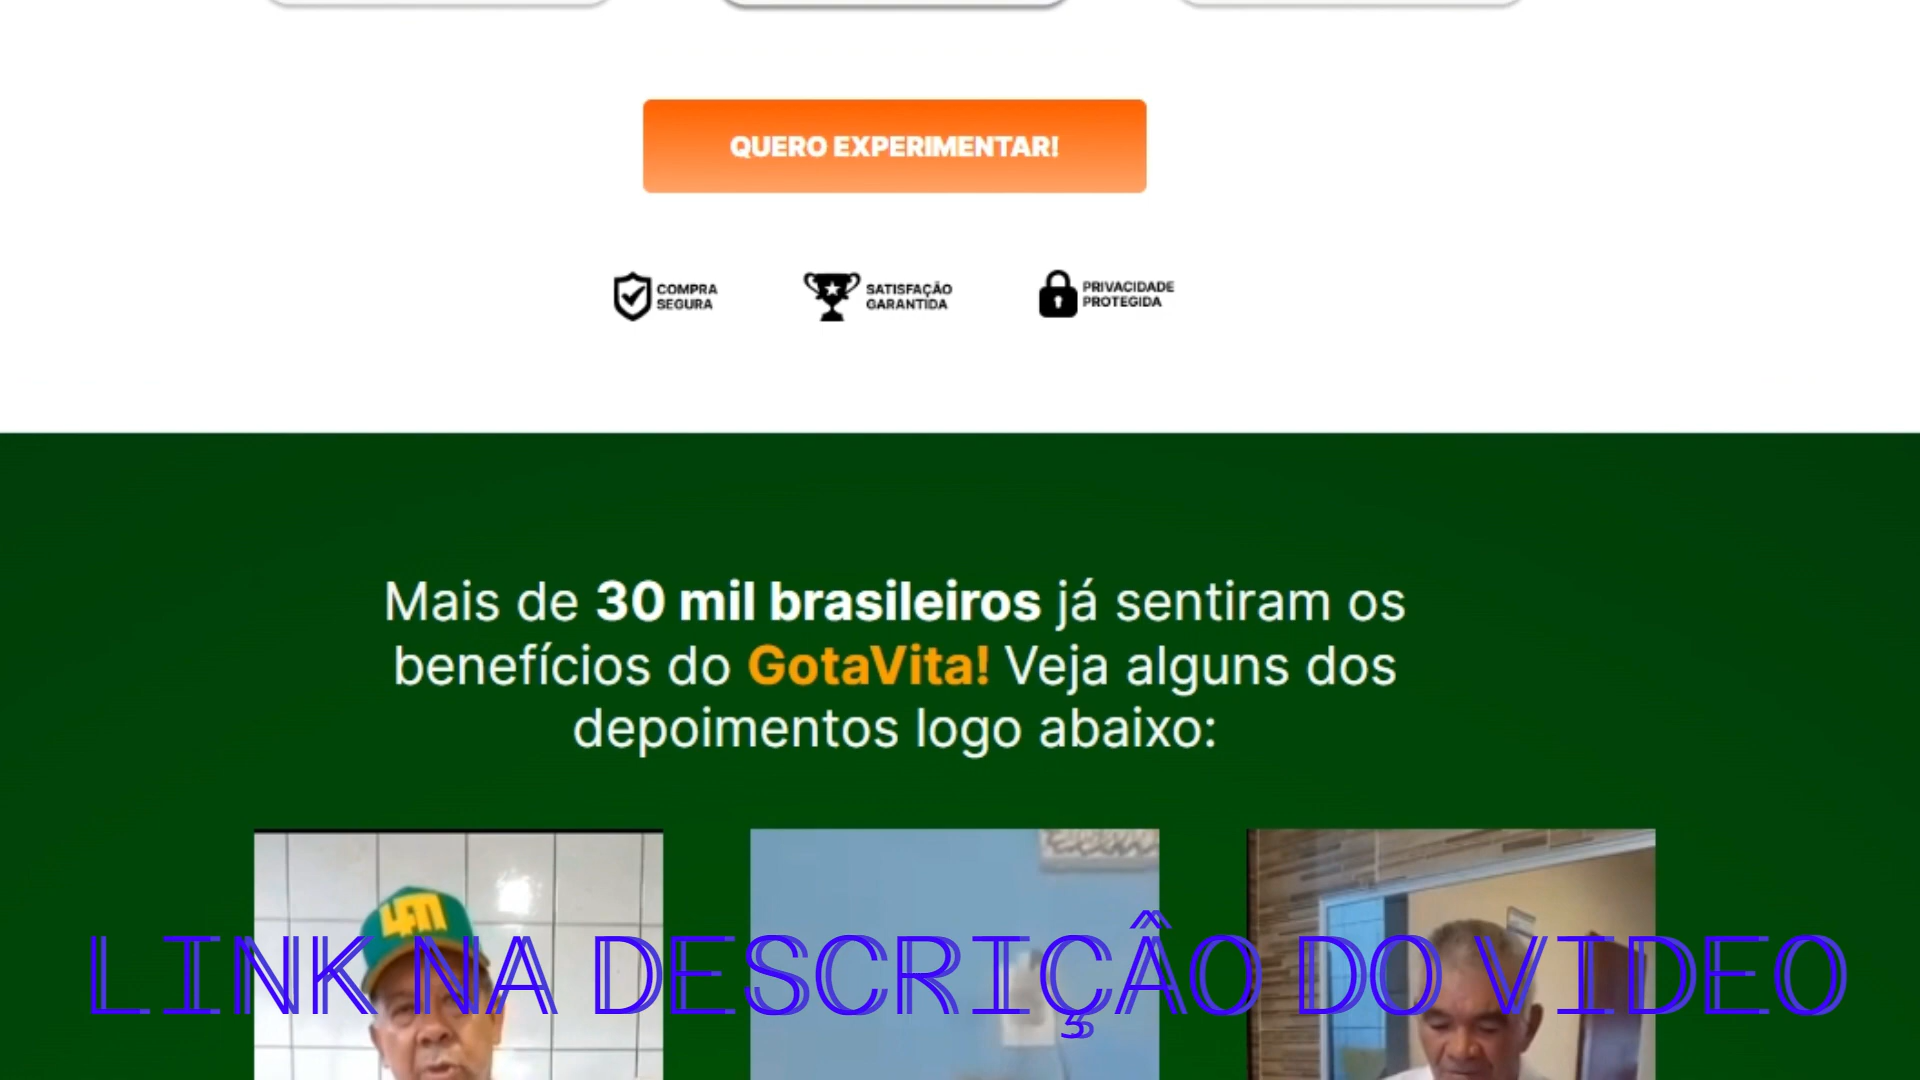 QUERO EXPERIMENTAR!
COMPRA
SEGURA
SATISFAÇÃO
GARANTIDA
PRIVACIDADE
PROTEGIDA
Mais de 30 mil brasileiros já sentiram os
benefícios do GotaVita! Veja alguns dos
depoimentos logo abaixo:
LINK NA DESCRIÇÂO DO VIDEO